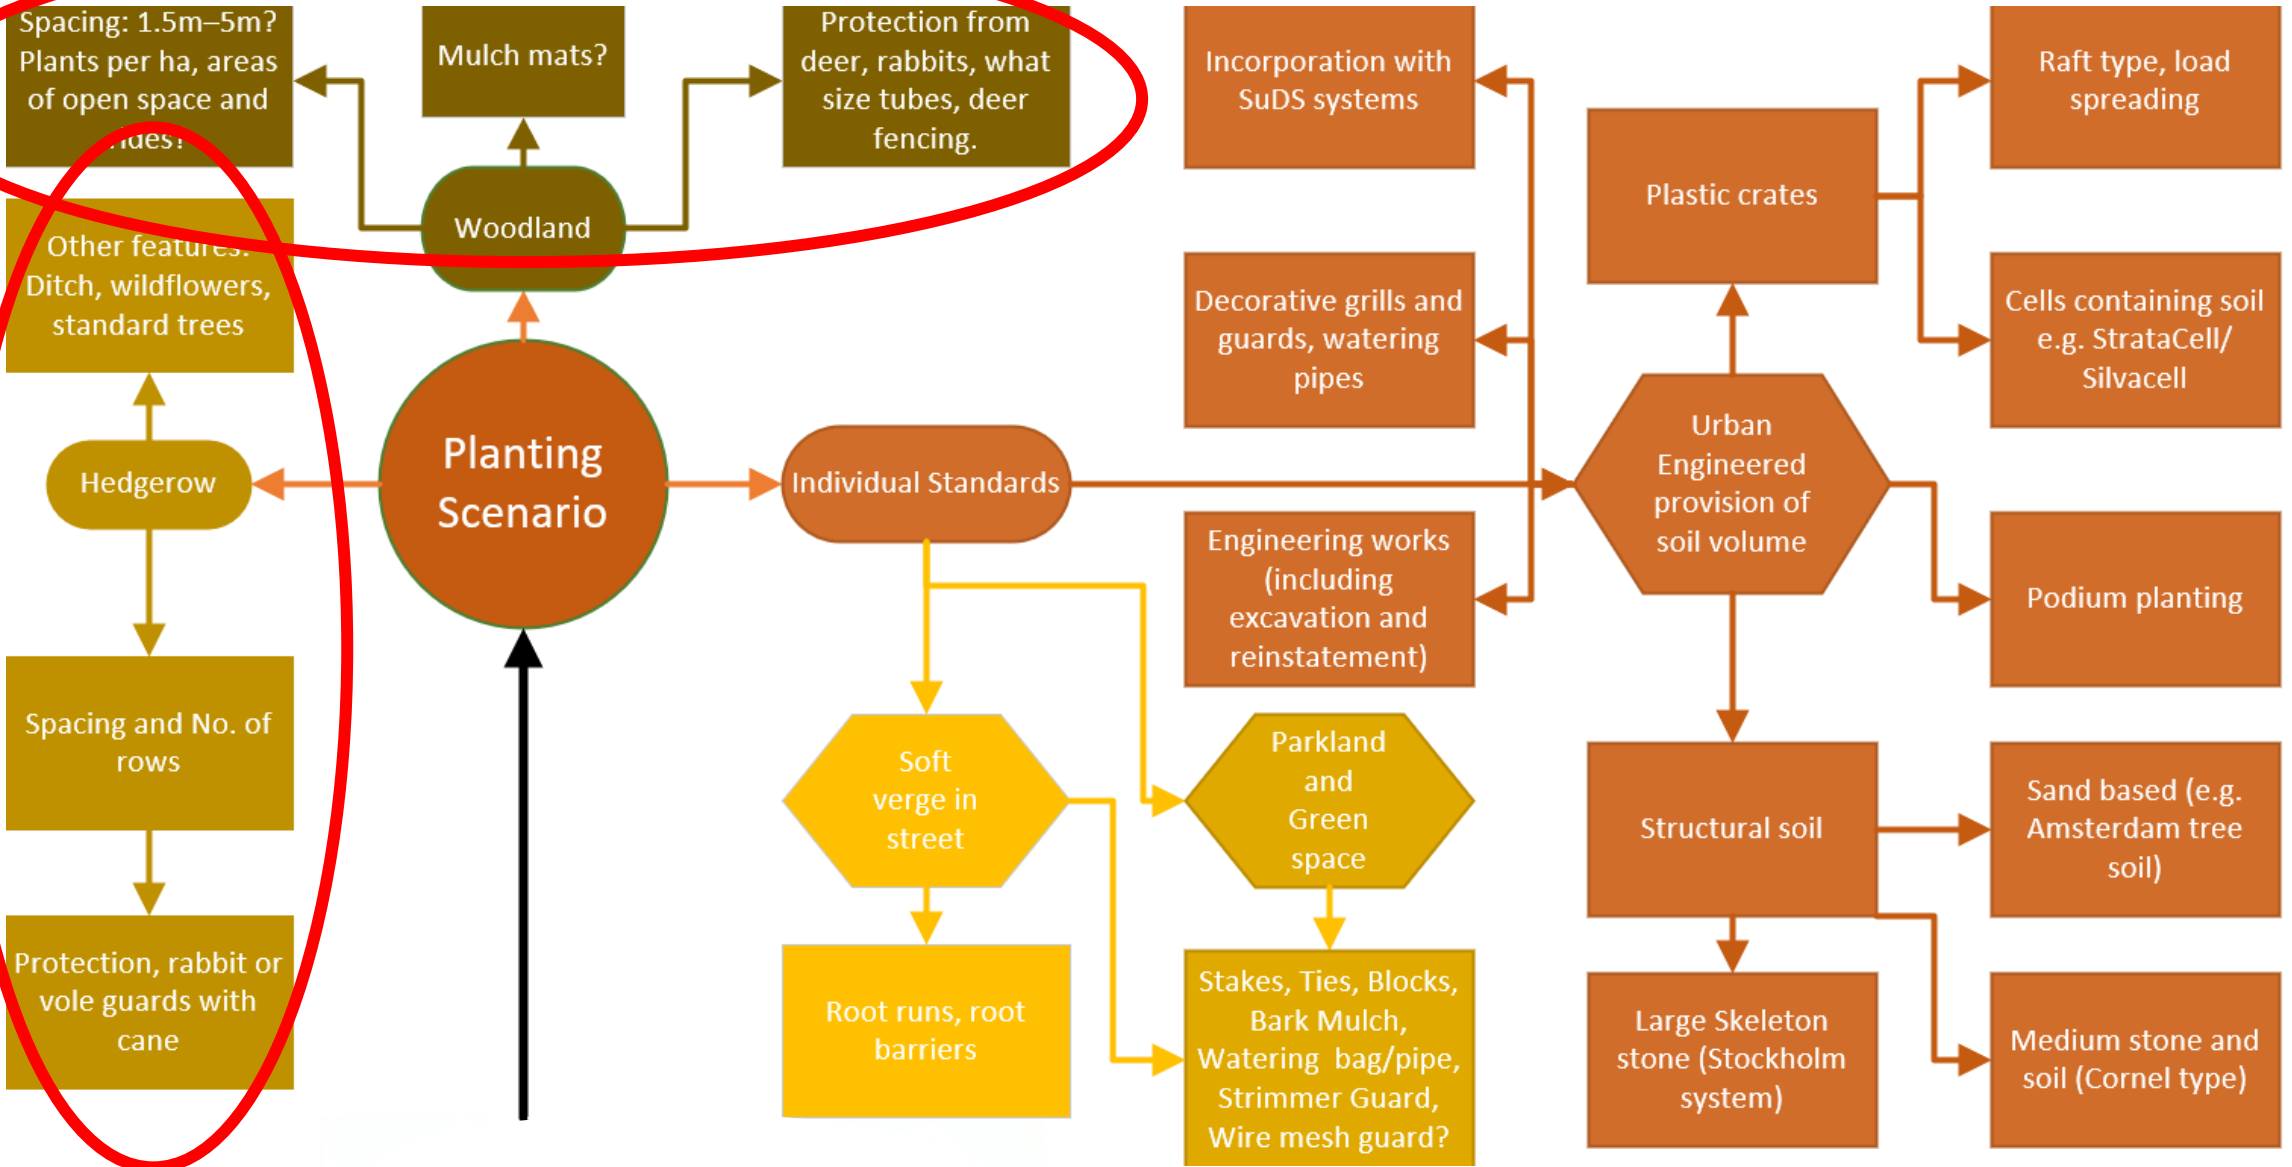 Spacing: 1.5m–5m?
Plants per ha, areas
of open space and
Mulch mats?
Protection from
deer, rabbits, what
size tubes, deer
fencing.
Woodland
Other features:
Ditch, wildflowers,
standard trees
Hedgerow
Spacing and No. of
rows
Protection, rabbit or
vole guards with
cane
Planting
Scenario
Individual Standards
Soft
verge in
street
Root runs, root
barriers
Parkland
and
Green
space
Stakes, Ties, Blocks,
Bark Mulch,
Watering bag/pipe,
Strimmer Guard,
Wire mesh guard?
Incorporation with
SuDS systems
Decorative grills and
guards, watering
pipes
Engineering works
(including
excavation and
reinstatement)
Urban
Engineered
provision of
soil volume
Plastic crates
Raft type, load
spreading
Cells containing soil
e.g. StrataCell/
Silvacell
Podium planting
Structural soil
Sand based (e.g.
Amsterdam tree
soil)
Large Skeleton
stone (Stockholm
system)
Medium stone and
soil (Cornel type)